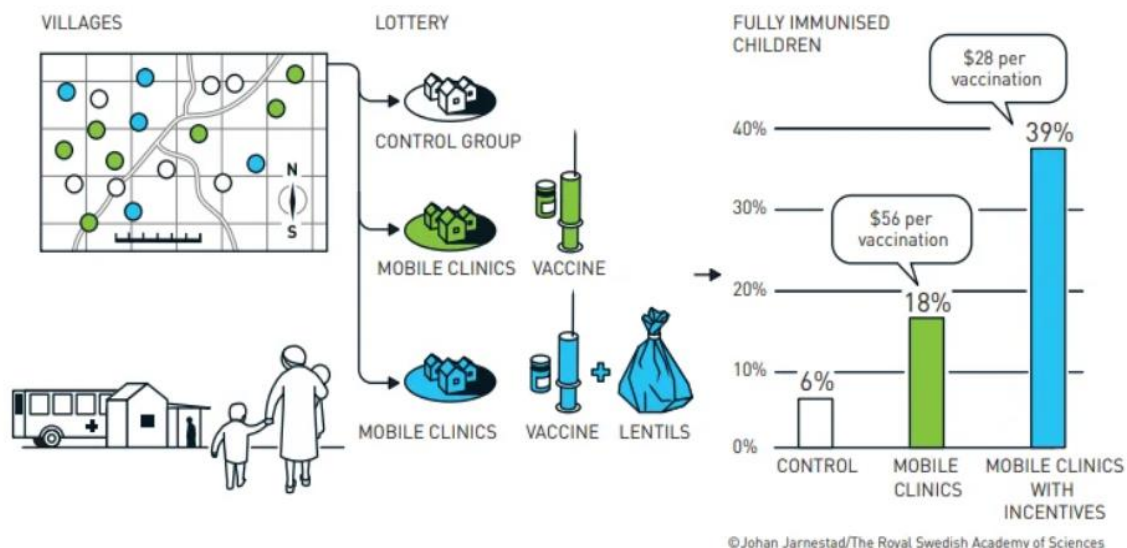 VILLAGES
N
S
LOTTERY
CONTROL GROUP
MOBILE CLINICS VACCINE
MOBILE CLINICS VACCINE LENTILS
FULLY IMMUNISED
CHILDREN
$28 per
vaccination
40%
39%
30%
$56 per
vaccination
20%
18%
10%
6%
0%
CONTROL
MOBILE
CLINICS
MOBILE CLINICS
WITH
INCENTIVES
©Johan Jarnestad/The Royal Swedish Academy of Sciences